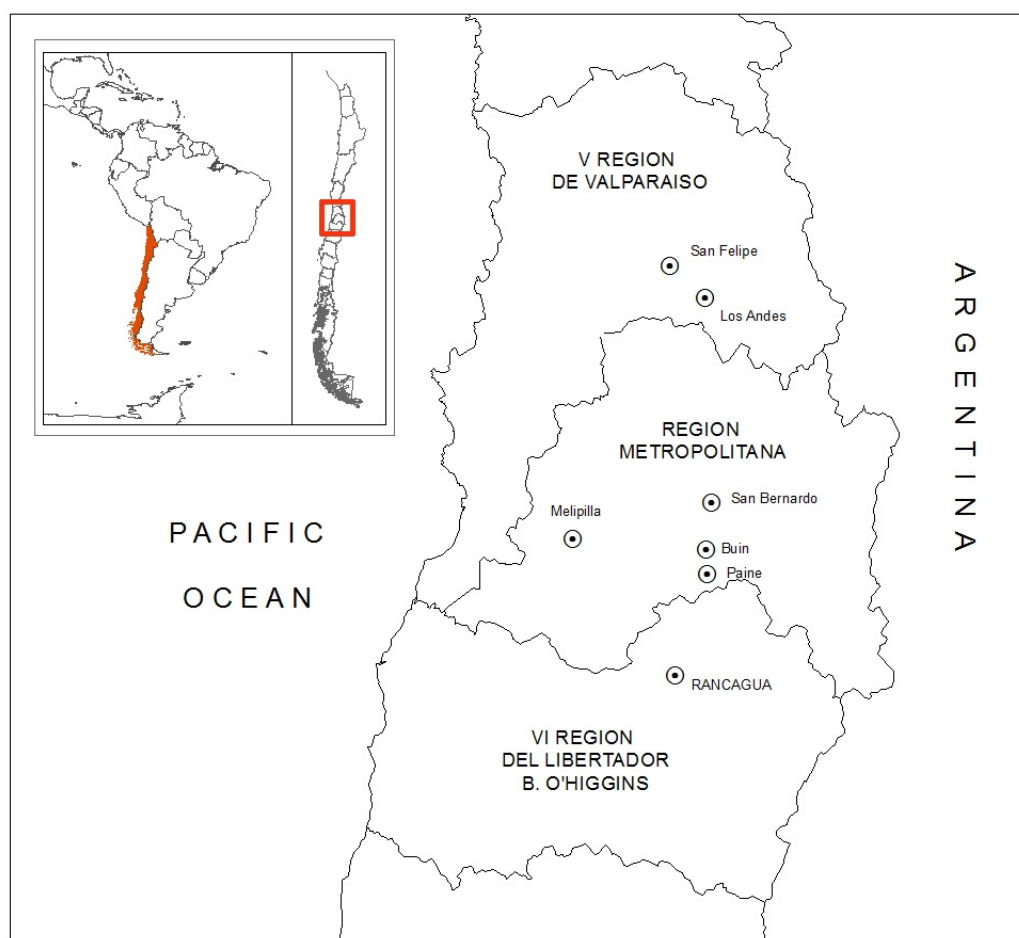 V REGION
DE VALPARAISO
San Felipe
Los Andes
ARGENTINA
REGION
METROPOLITANA
San Bernardo
Melipilla
Buin
Paine
PACIFIC
OCEAN
RANCAGUA
VI REGION
DEL LIBERTADOR
B. O'HIGGINS